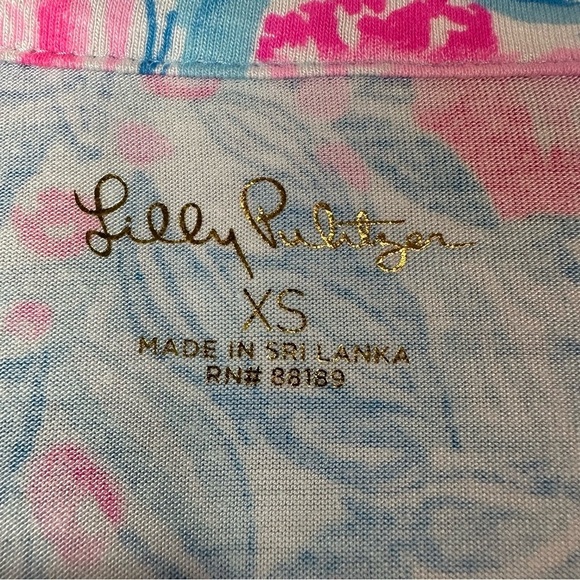 Lilly Pulitzer
XS
MADE IN SRI LANKA
RN# 88189